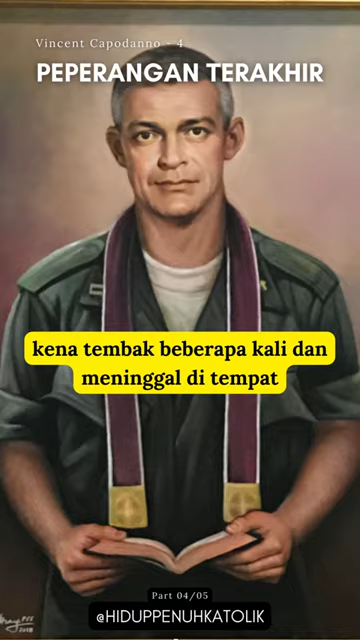 Vincent Capodanno - 4
PEPERANGAN TERAKHIR
kena tembak beberapa kali dan
meninggal di tempat
Part 04/05
@HIDUPPENUHKATOLIK